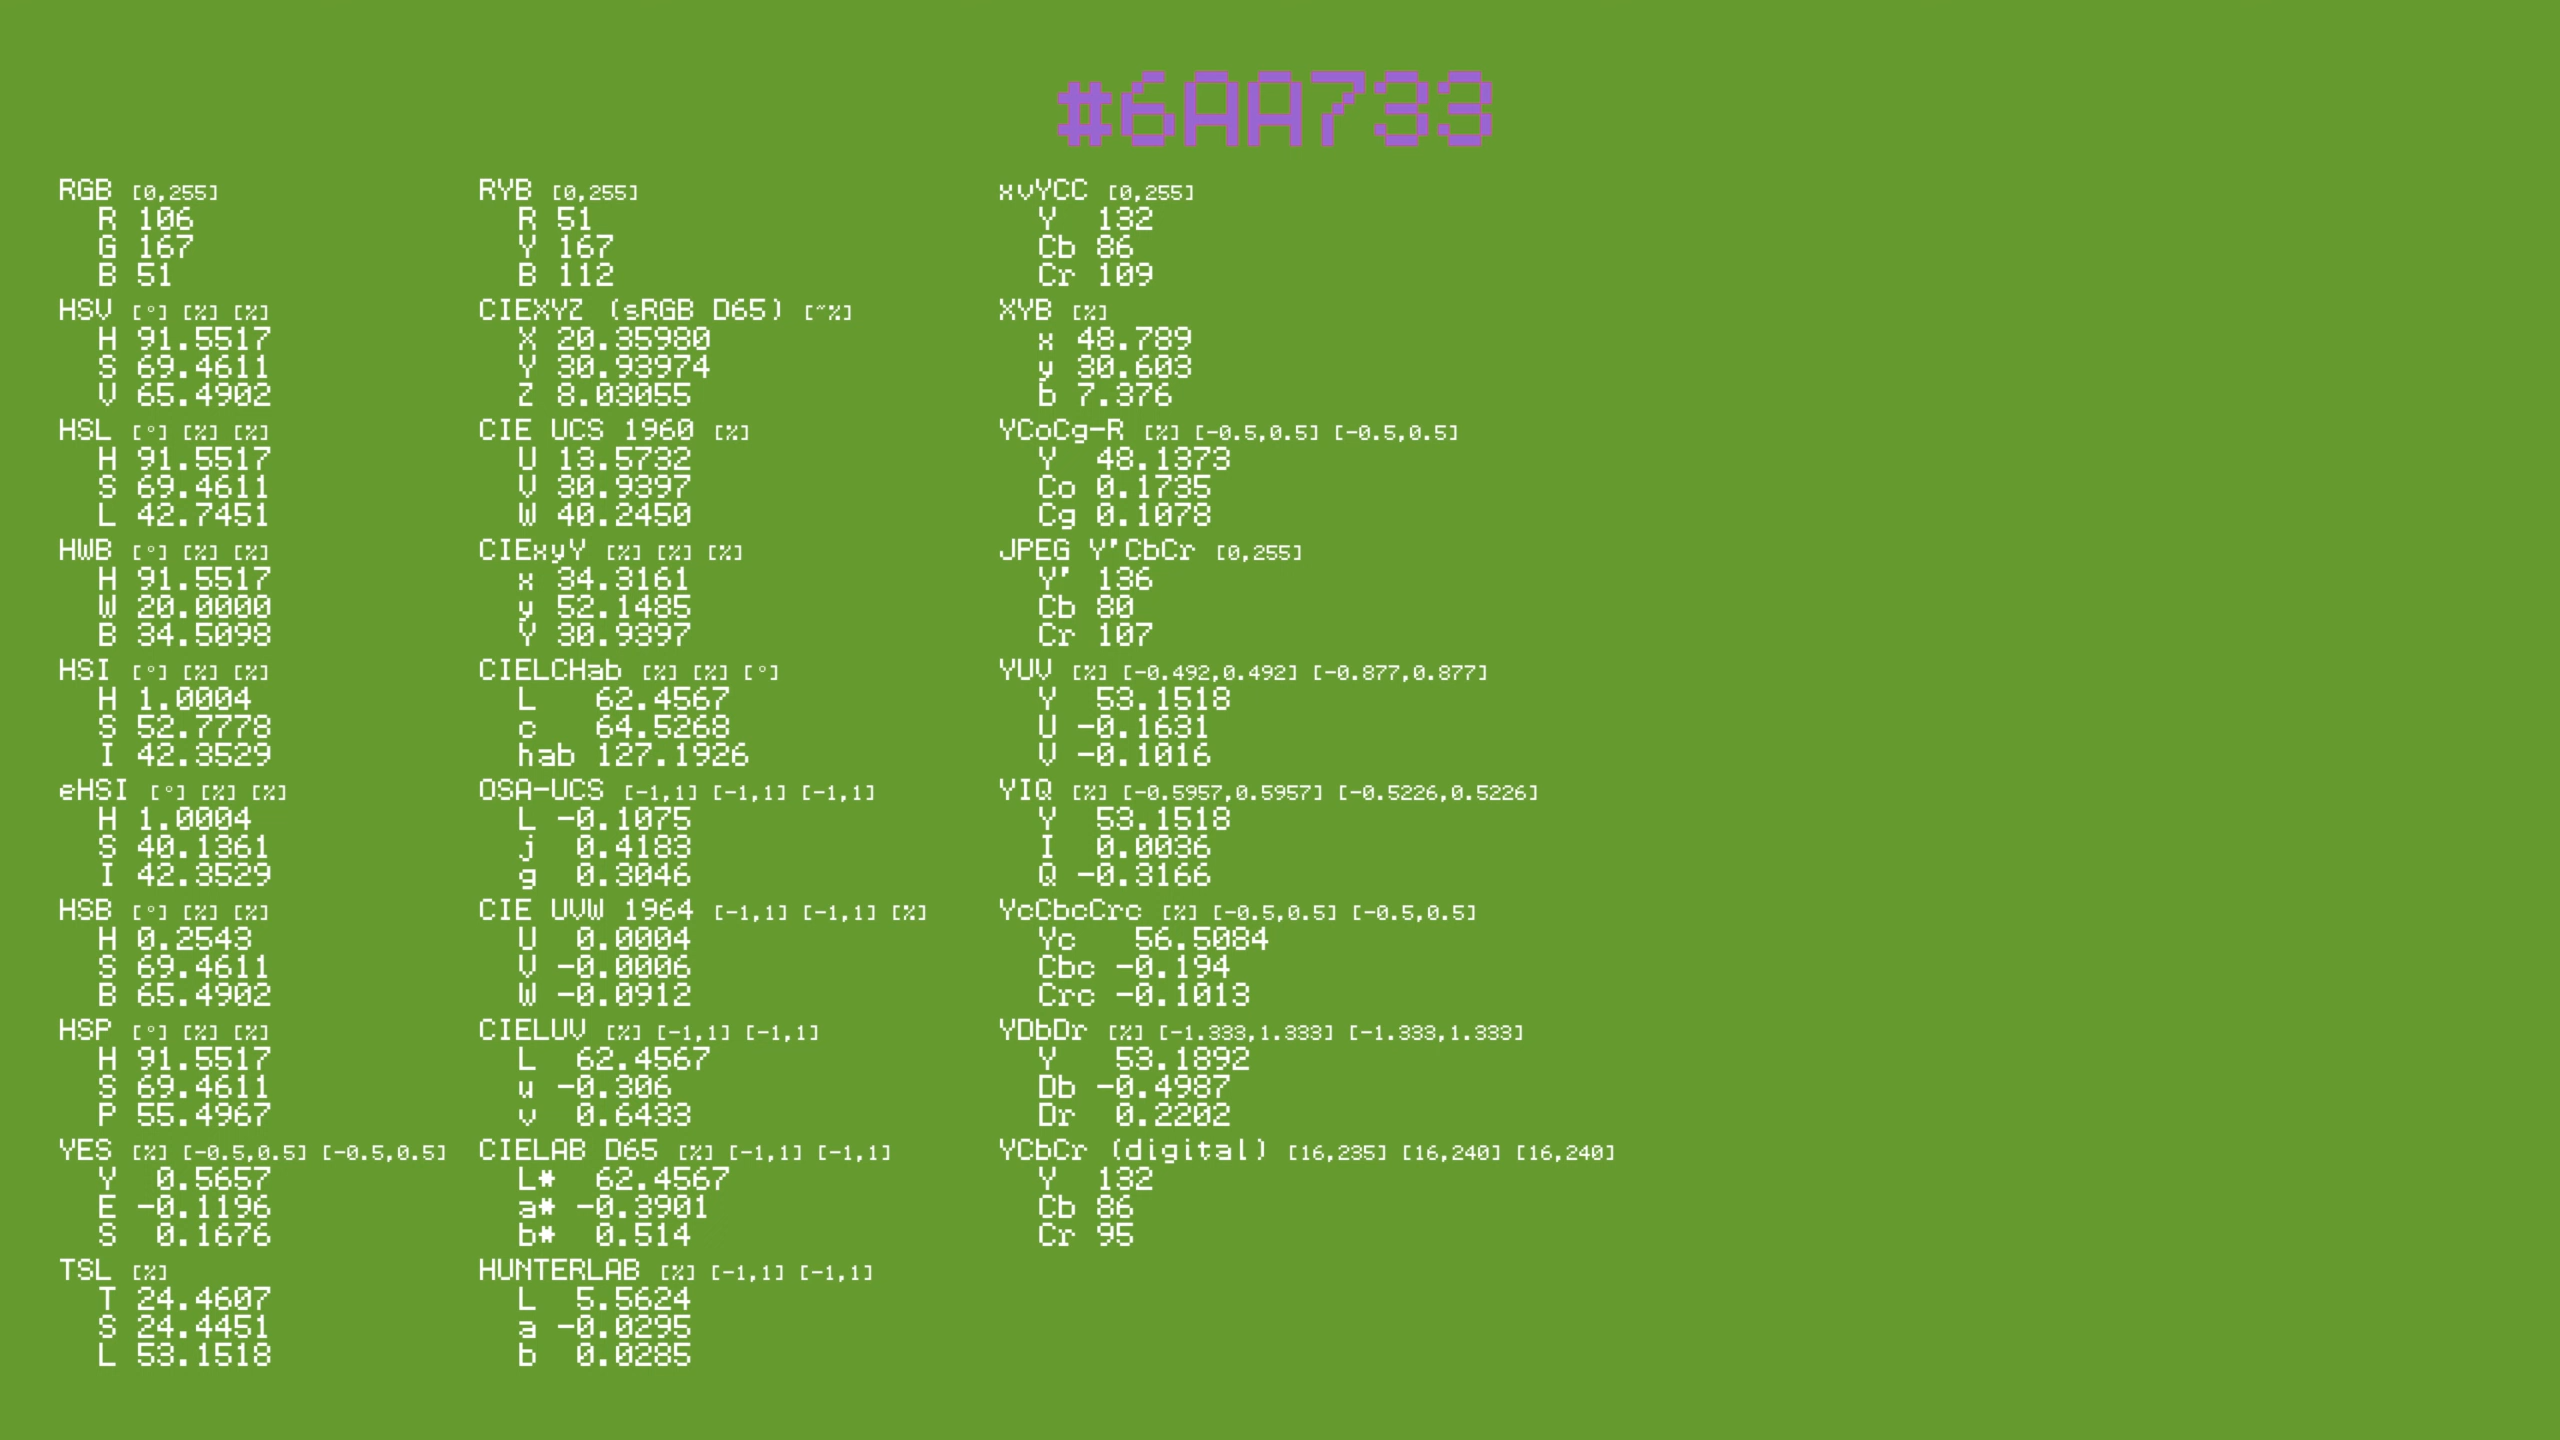 #6AA733
RGB [0,255]
R 106
G 167
B 51
HSV [°] [%] [%]
H 91.5517
S 69.4611
V 65.4902
HSL [°] [%] [%]
H 91.5517
S 69.4611
L 42.7451
HWB [°] [%] [%]
H 91.5517
W 20.0000
B 34.5098
HSI [°] [%] [%]
H 1.0004
S 52.7778
I 42.3529
eHSI [°] [%] [%]
H 1.0004
S 40.1361
I 42.3529
HSB [°] [%] [%]
H 0.2543
S 69.4611
B 65.4902
HSP [°] [%] [%]
H 91.5517
S 69.4611
P 55.4967
YES [%] [-0.5,0.5] [-0.5,0.5]
Y 0.5657
E -0.1196
S 0.1676
TSL [%]
T 24.4607
S 24.4451
L 53.1518
RYB [0,255]
R 51
Y 167
B 112
CIEXYZ (sRGB D65) [~%]
X 20.35980
Y 30.93974
Z 8.03055
CIE UCS 1960 [%]
U 13.5732
V 30.9397
W 40.2450
CIExyY [%] [%] [%]
x 34.3161
y 52.1485
Y 30.9397
CIELCHab [%] [%] [°]
L 62.4567
c 64.5268
hab 127.1926
OSA-UCS [-1,1] [-1,1] [-1,1]
L -0.1075
j 0.4183
g 0.3046
CIE UVW 1964 [-1,1] [-1,1] [%]
U 0.0004
V -0.0006
W -0.0912
CIELUV [%] [-1,1] [-1,1]
L 62.4567
u -0.306
v 0.6433
CIELAB D65 [%] [-1,1] [-1,1]
L* 62.4567
a* -0.3901
b* 0.514
HUNTERLAB [%] [-1,1] [-1,1]
L 5.5624
a -0.0295
b 0.0285
xvYCC [0,255]
Y 132
Cb 86
Cr 109
XYB [%]
x 48.789
y 30.603
b 7.376
YCoCg-R [%] [-0.5,0.5] [-0.5,0.5]
Y 48.1373
Co 0.1735
Cg 0.1078
JPEG Y'CbCr [0,255]
Y' 136
Cb 80
Cr 107
YUV [%] [-0.492,0.492] [-0.877,0.877]
Y 53.1518
U -0.1631
V -0.1016
YIQ [%] [-0.5957,0.5957] [-0.5226,0.5226]
Y 53.1518
I 0.0036
Q -0.3166
YcCbcCrc [%] [-0.5,0.5] [-0.5,0.5]
Yc 56.5084
Cbc -0.194
Crc -0.1013
YDbDr [%] [-1.333,1.333] [-1.333,1.333]
Y 53.1892
Db -0.4987
Dr 0.2202
YCbCr (digital) [16,235] [16,240] [16,240]
Y 132
Cb 86
Cr 95